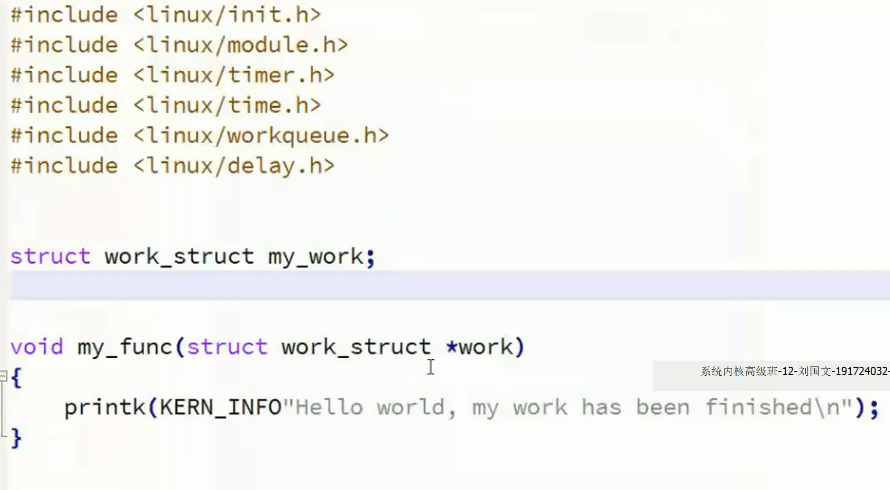 #include <linux/init.h>
#include <linux/module.h>
#include <linux/timer.h>
#include <linux/time.h>
#include <linux/workqueue.h>
#include <linux/delay.h>
struct work_struct my_work;
void my_func(struct work_struct *work)
{
系统内核高级班-12-刘国文-191724032-
    printk(KERN_INFO"Hello world, my work has been finished\n");
}